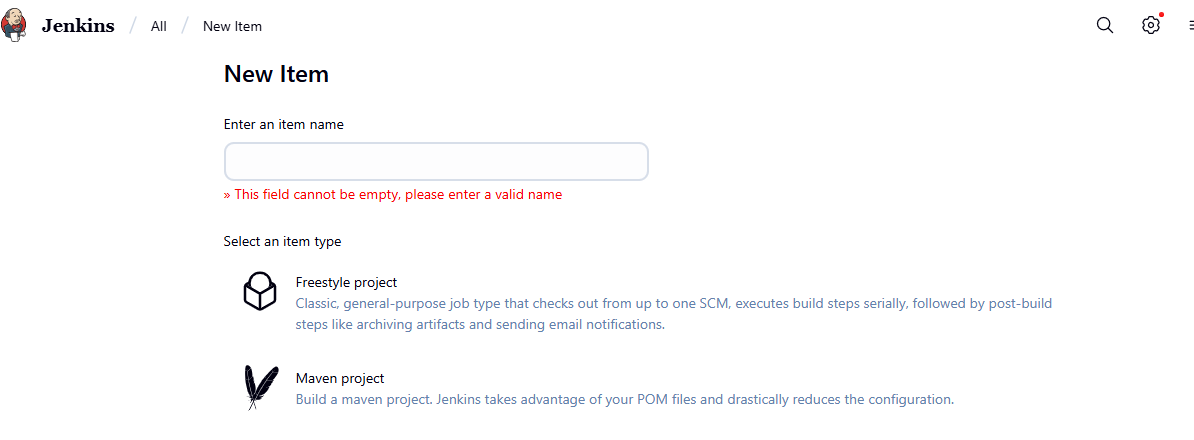 Jenkins / All / New Item
New Item
Enter an item name
» This field cannot be empty, please enter a valid name
Select an item type
Freestyle project
Classic, general-purpose job type that checks out from up to one SCM, executes build steps serially, followed by post-build
steps like archiving artifacts and sending email notifications.
Maven project
Build a maven project. Jenkins takes advantage of your POM files and drastically reduces the configuration.